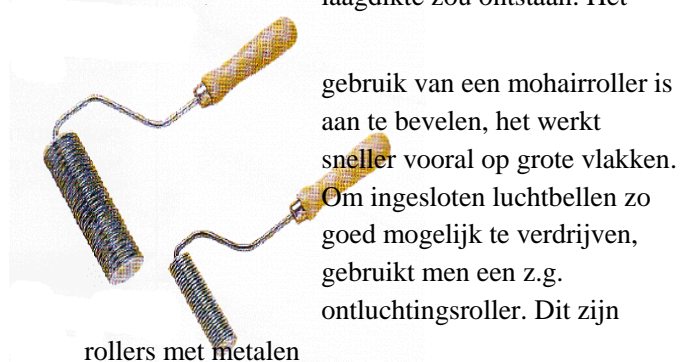 laagdikte zou ontstaan. Het
gebruik van een mohairroller is
aan te bevelen, het werkt
sneller vooral op grote vlakken.
Om ingesloten luchtbellen zo
goed mogelijk te verdrijven,
gebruikt men een z.g.
ontluchtingsroller. Dit zijn
rollers met metalen